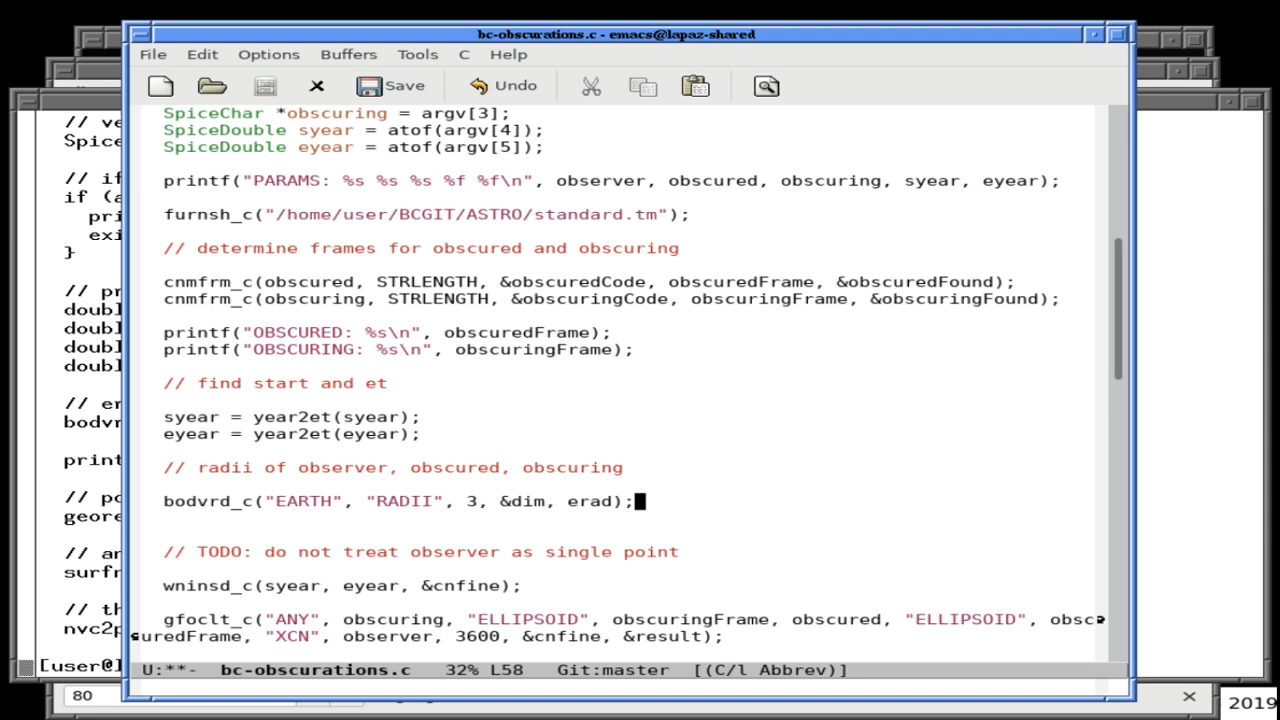 bc-obscurations.c - emacs@lapaz-shared
File Edit Options Buffers Tools C Help
Save Undo
SpiceChar *obscuring = argv[3];
SpiceDouble syear = atof(argv[4]);
SpiceDouble eyear = atof(argv[5]);
printf("PARAMS: %s %s %s %f %f\n", observer, obscured, obscuring, syear, eyear);
furnsh_c("/home/user/BCGIT/ASTRO/standard.tm");
// determine frames for obscured and obscuring
cnmfrm_c(obscured, STRLENGTH, &obscuredCode, obscuredFrame, &obscuredFound);
cnmfrm_c(obscuring, STRLENGTH, &obscuringCode, obscuringFrame, &obscuringFound);
printf("OBSCURED: %s\n", obscuredFrame);
printf("OBSCURING: %s\n", obscuringFrame);
// find start and et
syear = year2et(syear);
eyear = year2et(eyear);
// radii of observer, obscured, obscuring
bodvrd_c("EARTH", "RADII", 3, &dim, erad);
// TODO: do not treat observer as single point
wninsd_c(syear, eyear, &cnfine);
gfoclt_c("ANY", obscuring, "ELLIPSOID", obscuringFrame, obscured, "ELLIPSOID", obsc
uredFrame, "XCN", observer, 3600, &cnfine, &result);
U:**- bc-obscurations.c 32% L58 Git:master [(C/l Abbrev)]
// ve
Spice
// if
if (a
pri
exi
}
// pr
doubl
doubl
doubl
doubl
// er
bodvr
print
// po
geore
// an
surfr
// th
nvc2p
[user@l
80
2019